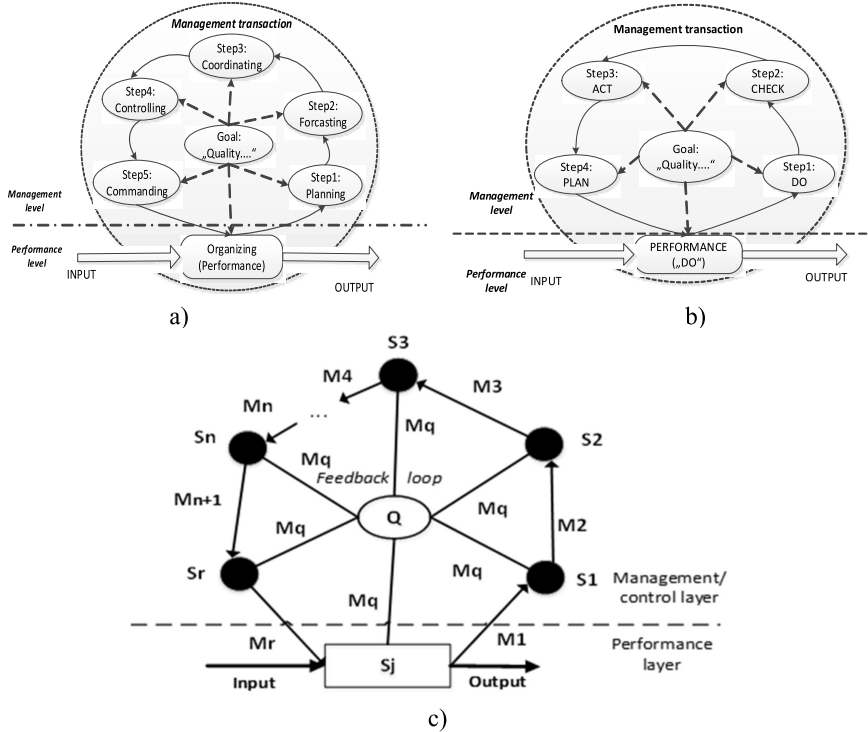 Management transaction
Step3:
Coordinating
Step4:
Controlling
Step2:
Forcasting
Goal:
„Quality....“
Step5:
Commanding
Step1:
Planning
Management
level
Performance
level
Organizing
(Performance)
INPUT
OUTPUT
a)
Management transaction
Step3:
ACT
Step2:
CHECK
Goal:
„Quality....“
Step4:
PLAN
Step1:
DO
Management
level
Performance
level
PERFORMANCE
(„DO“)
INPUT
OUTPUT
b)
S3
M4
M3
Mn
...
Mq
Sn
S2
Mq
Feedback loop
Mn+1
Q
Mq
Mq
M2
Sr
Mq
S1
Management/
control layer
Mq
Mr
M1
Performance
layer
Sj
Input
Output
c)